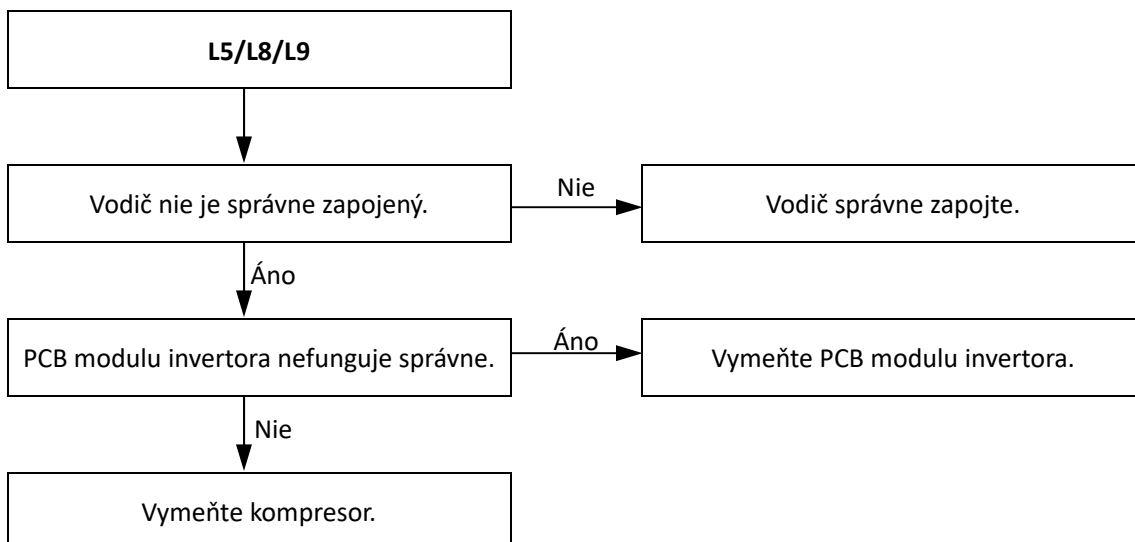 L5/L8/L9
Vodič nie je správne zapojený.
Nie
Vodič správne zapojte.
Áno
PCB modulu invertora nefunguje správne.
Áno
Vymeňte PCB modulu invertora.
Nie
Vymeňte kompresor.